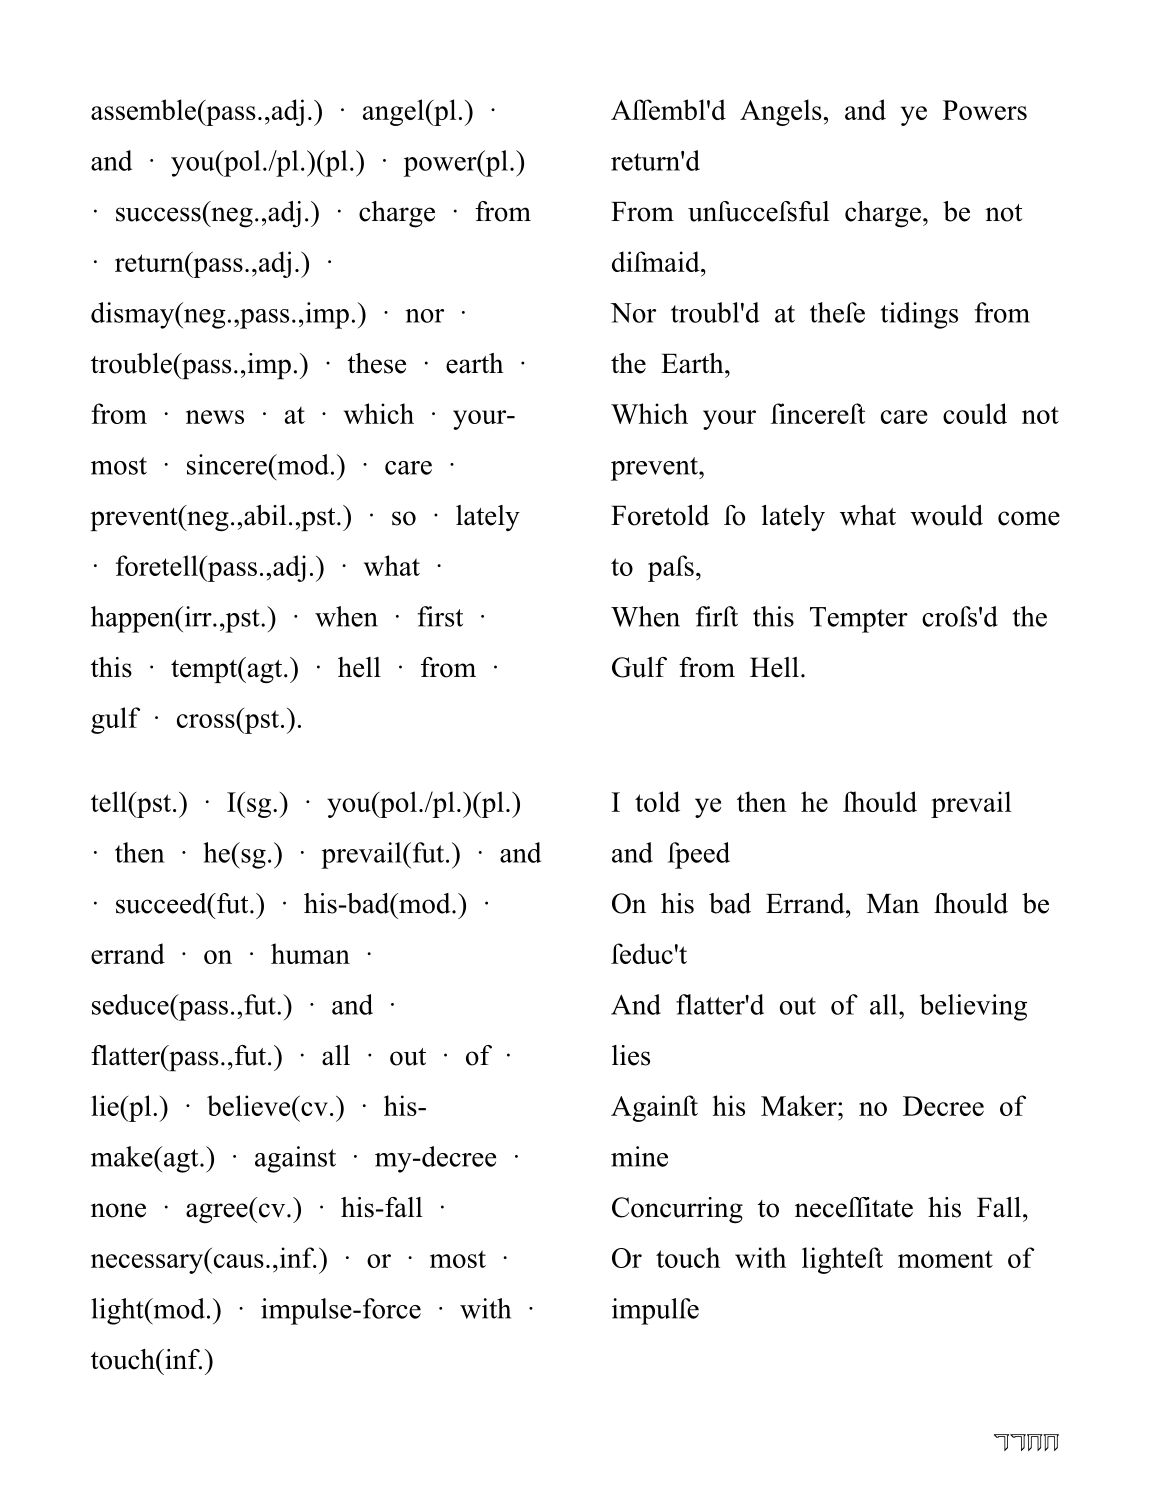 assemble(pass.,adj.) · angel(pl.) ·
and · you(pol./pl.)(pl.) · power(pl.)
· success(neg.,adj.) · charge · from
· return(pass.,adj.) ·
dismay(neg.,pass.,imp.) · nor ·
trouble(pass.,imp.) · these · earth ·
from · news · at · which · your-
most · sincere(mod.) · care ·
prevent(neg.,abil.,pst.) · so · lately
· foretell(pass.,adj.) · what ·
happen(irr.,pst.) · when · first ·
this · tempt(agt.) · hell · from ·
gulf · cross(pst.).
Aſſembl'd Angels, and ye Powers
return'd
From unſucceſsful charge, be not
diſmaid,
Nor troubl'd at theſe tidings from
the Earth,
Which your ſincereſt care could not
prevent,
Foretold ſo lately what would come
to paſs,
When firſt this Tempter croſs'd the
Gulf from Hell.
tell(pst.) · I(sg.) · you(pol./pl.)(pl.)
· then · he(sg.) · prevail(fut.) · and
· succeed(fut.) · his-bad(mod.) ·
errand · on · human ·
seduce(pass.,fut.) · and ·
flatter(pass.,fut.) · all · out · of ·
lie(pl.) · believe(cv.) · his-
make(agt.) · against · my-decree ·
none · agree(cv.) · his-fall ·
necessary(caus.,inf.) · or · most ·
light(mod.) · impulse-force · with ·
touch(inf.)
I told ye then he ſhould prevail
and ſpeed
On his bad Errand, Man ſhould be
ſeduc't
And flatter'd out of all, believing
lies
Againſt his Maker; no Decree of
mine
Concurring to neceſſitate his Fall,
Or touch with lighteſt moment of
impulſe